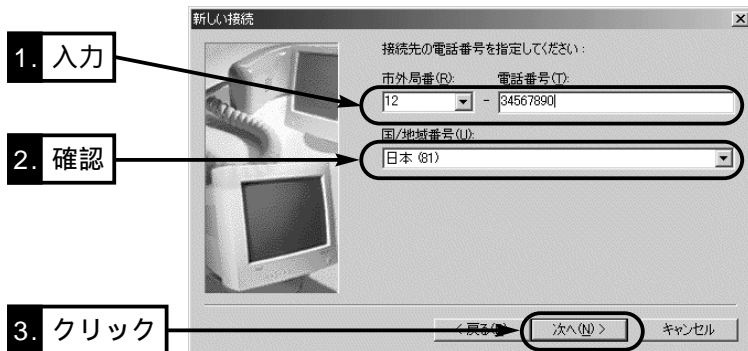 新しい接続
接続先の電話番号を指定してください:
1. 入力
市外局番(R): 電話番号(T):
12 - 34567890
2. 確認
国/地域番号(U):
日本 (81)
3. クリック
< 戻る( 次へ(N) > キャンセル